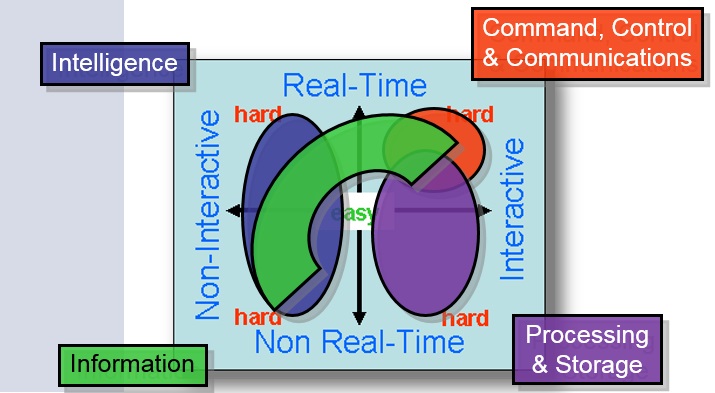 Command, Control
& Communications
Intelligence
Real-Time
hard
hard
Non-Interactive
easy
Interactive
hard
hard
Non Real-Time
Processing
& Storage
Information